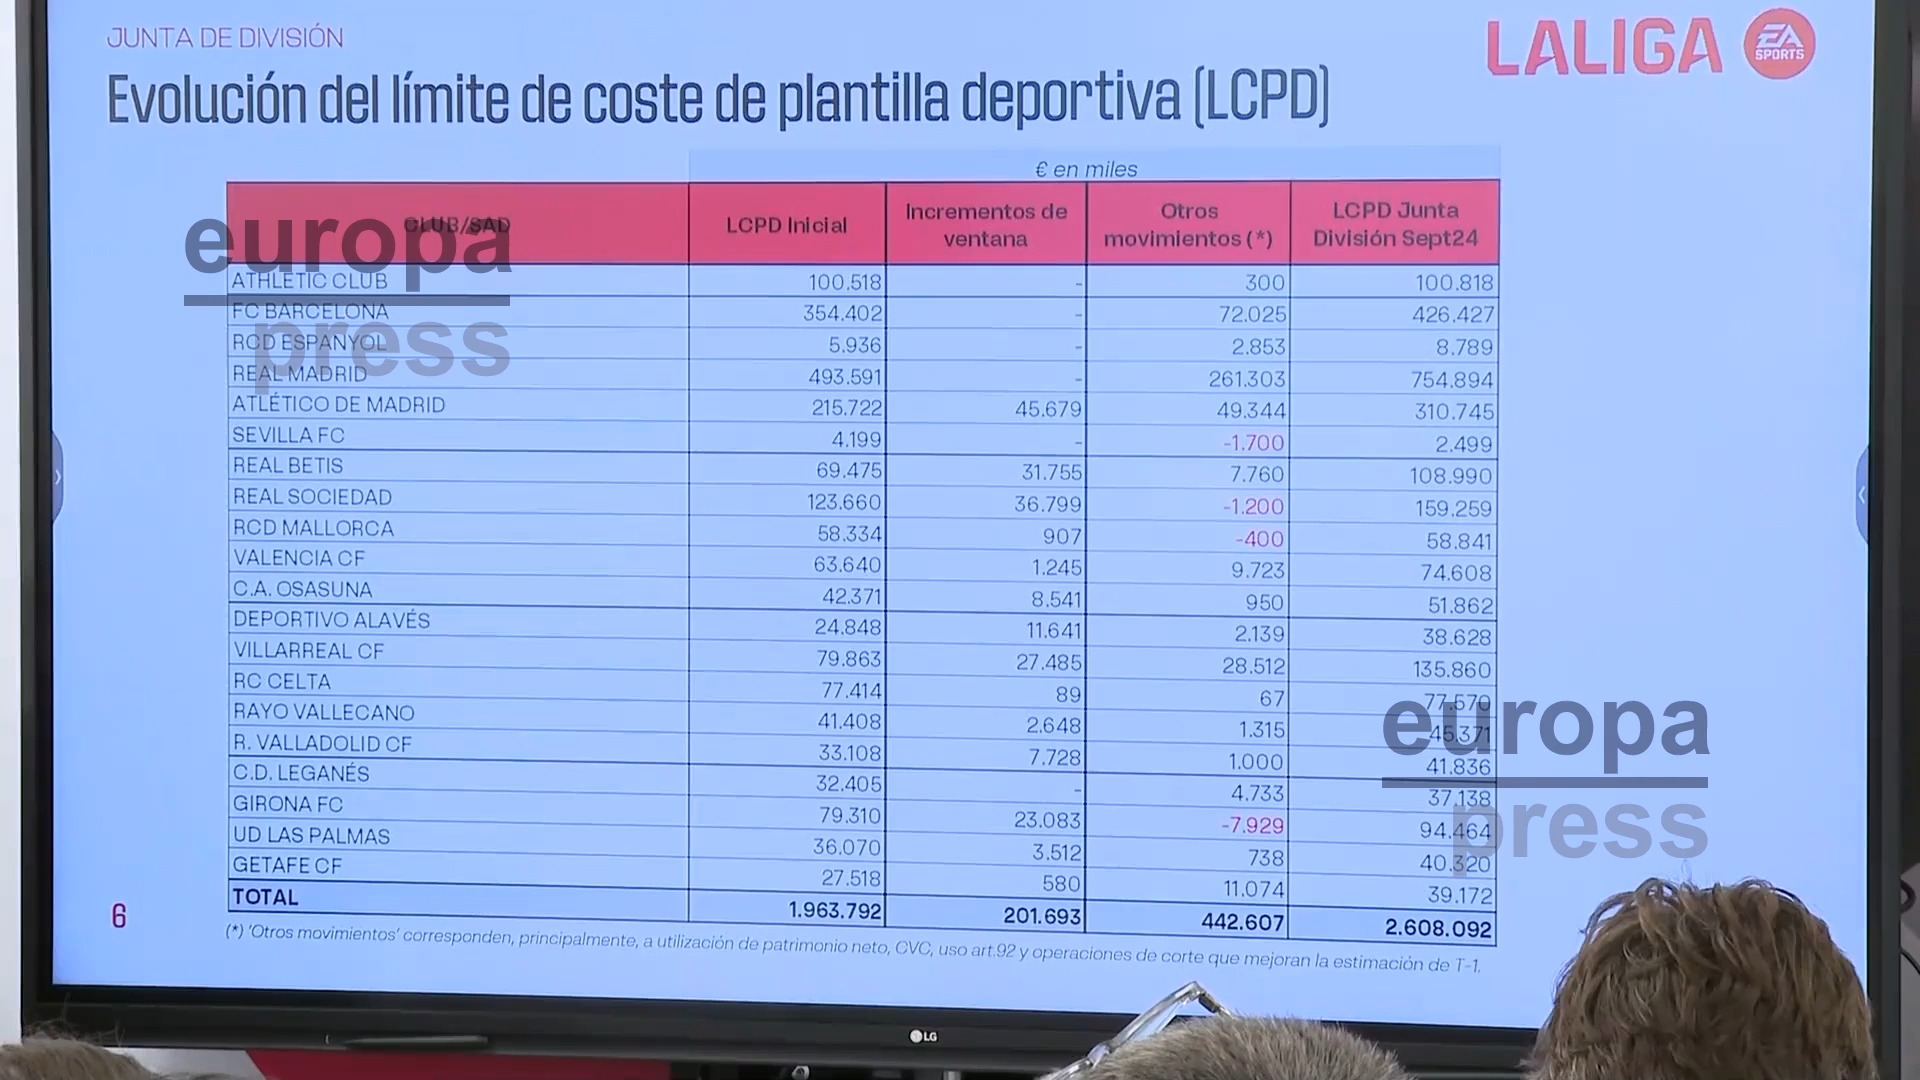 JUNTA DE DIVISIÓN
LALIGA EA SPORTS
Evolución del límite de coste de plantilla deportiva (LCPD)
€ en miles
CLUB/SAD LCPD Inicial Incrementos de ventana Otros movimientos (*) LCPD Junta División Sept24
ATHLETIC CLUB 100.518 - 300 100.818
FC BARCELONA 354.402 - 72.025 426.427
RCD ESPANYOL 5.936 - 2.853 8.789
REAL MADRID 493.591 - 261.303 754.894
ATLÉTICO DE MADRID 215.722 45.679 49.344 310.745
SEVILLA FC 4.199 - -1.700 2.499
REAL BETIS 69.475 31.755 7.760 108.990
REAL SOCIEDAD 123.660 36.799 -1.200 159.259
RCD MALLORCA 58.334 907 -400 58.841
VALENCIA CF 63.640 1.245 9.723 74.608
C.A. OSASUNA 42.371 8.541 950 51.862
DEPORTIVO ALAVÉS 24.848 11.641 2.139 38.628
VILLARREAL CF 79.863 27.485 28.512 135.860
RC CELTA 77.414 89 67 77.570
RAYO VALLECANO 41.408 2.648 1.315 45.371
R. VALLADOLID CF 33.108 7.728 1.000 41.836
C.D. LEGANÉS 32.405 - 4.733 37.138
GIRONA FC 79.310 23.083 -7.929 94.464
UD LAS PALMAS 36.070 3.512 738 40.320
GETAFE CF 27.518 580 11.074 39.172
TOTAL 1.963.792 201.693 442.607 2.608.092
6
(*) 'Otros movimientos' corresponden, principalmente, a utilización de patrimonio neto, CVC, uso art.92 y operaciones de corte que mejoran la estimación de T-1.
LG
europa
press
europa
press